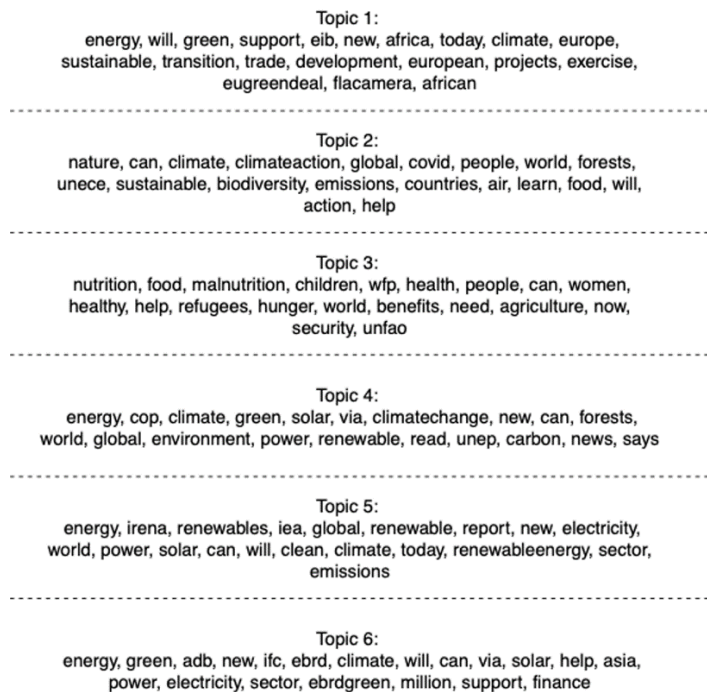 Topic 1:
energy, will, green, support, eib, new, africa, today, climate, europe,
sustainable, transition, trade, development, european, projects, exercise,
eugreendeal, flacamera, african
Topic 2:
nature, can, climate, climateaction, global, covid, people, world, forests,
unece, sustainable, biodiversity, emissions, countries, air, learn, food, will,
action, help
Topic 3:
nutrition, food, malnutrition, children, wfp, health, people, can, women,
healthy, help, refugees, hunger, world, benefits, need, agriculture, now,
security, unfao
Topic 4:
energy, cop, climate, green, solar, via, climatechange, new, can, forests,
world, global, environment, power, renewable, read, unep, carbon, news, says
Topic 5:
energy, irena, renewables, iea, global, renewable, report, new, electricity,
world, power, solar, can, will, clean, climate, today, renewableenergy, sector,
emissions
Topic 6:
energy, green, adb, new, ifc, ebrd, climate, will, can, via, solar, help, asia,
power, electricity, sector, ebrdgreen, million, support, finance